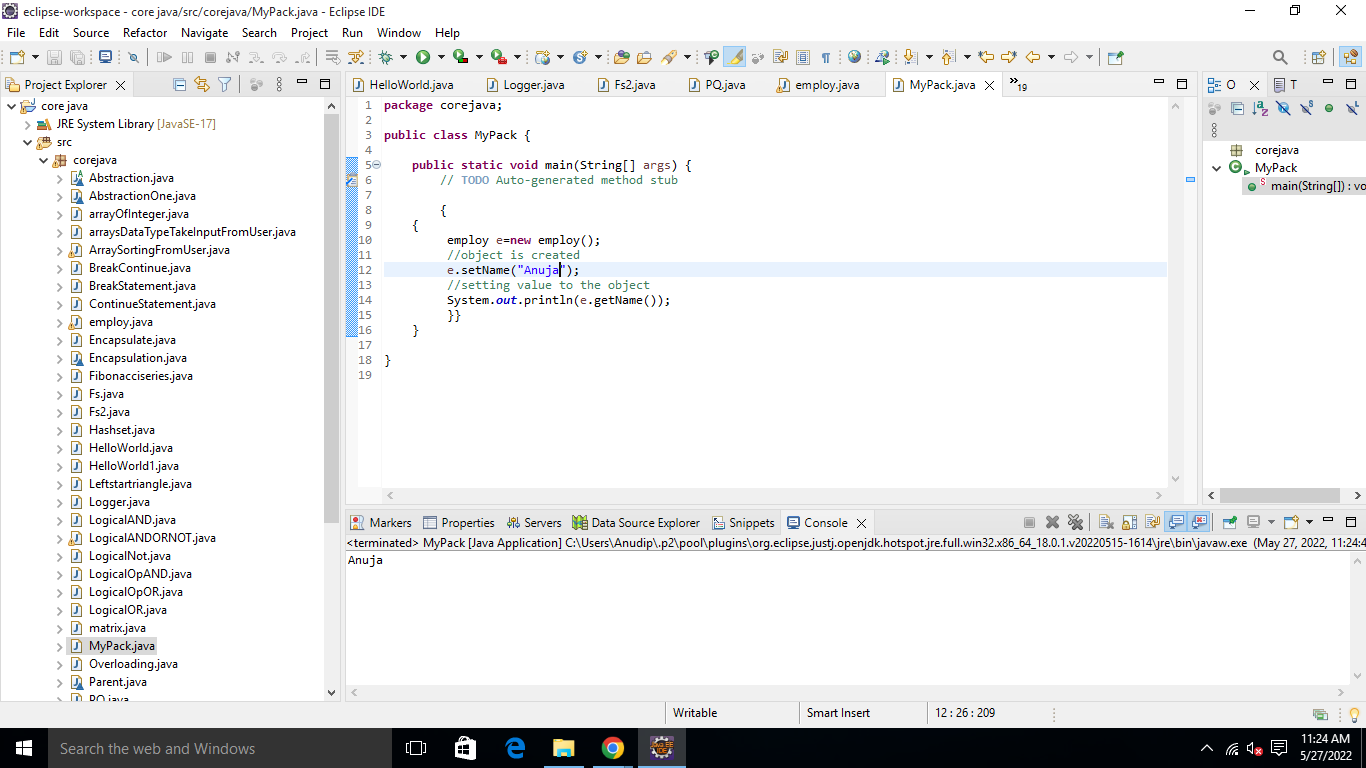 eclipse-workspace - core java/src/corejava/MyPack.java - Eclipse IDE
File Edit Source Refactor Navigate Search Project Run Window Help
Project Explorer
core java
JRE System Library [JavaSE-17]
src
corejava
Abstraction.java
AbstractionOne.java
arrayOfInteger.java
arraysDataTypeTakeInputFromUser.java
ArraySortingFromUser.java
BreakContinue.java
BreakStatement.java
ContinueStatement.java
employ.java
Encapsulate.java
Encapsulation.java
Fibonacciseries.java
Fs.java
Fs2.java
Hashset.java
HelloWorld.java
HelloWorld1.java
Leftstartriangle.java
Logger.java
LogicalAND.java
LogicalANDORNOT.java
LogicalNot.java
LogicalOpAND.java
LogicalOpOR.java
LogicalOR.java
matrix.java
MyPack.java
Overloading.java
Parent.java
PQ.java
HelloWorld.java Logger.java Fs2.java PQ.java employ.java MyPack.java 19
1 package corejava;
2
3 public class MyPack {
4
5 public static void main(String[] args) {
6 // TODO Auto-generated method stub
7
8 {
9 {
10 employ e=new employ();
11 //object is created
12 e.setName("Anuja");
13 //setting value to the object
14 System.out.println(e.getName());
15 }}
16 }
17
18 }
19
O T
corejava
MyPack
main(String[]) : vo
Markers Properties Servers Data Source Explorer Snippets Console
<terminated> MyPack [Java Application] C:\Users\Anudip\.p2\pool\plugins\org.eclipse.justj.openjdk.hotspot.jre.full.win32.x86_64_18.0.1.v20220515-1614\jre\bin\javaw.exe (May 27, 2022, 11:24:4
Anuja
Writable Smart Insert 12 : 26 : 209
Search the web and Windows
11:24 AM
5/27/2022